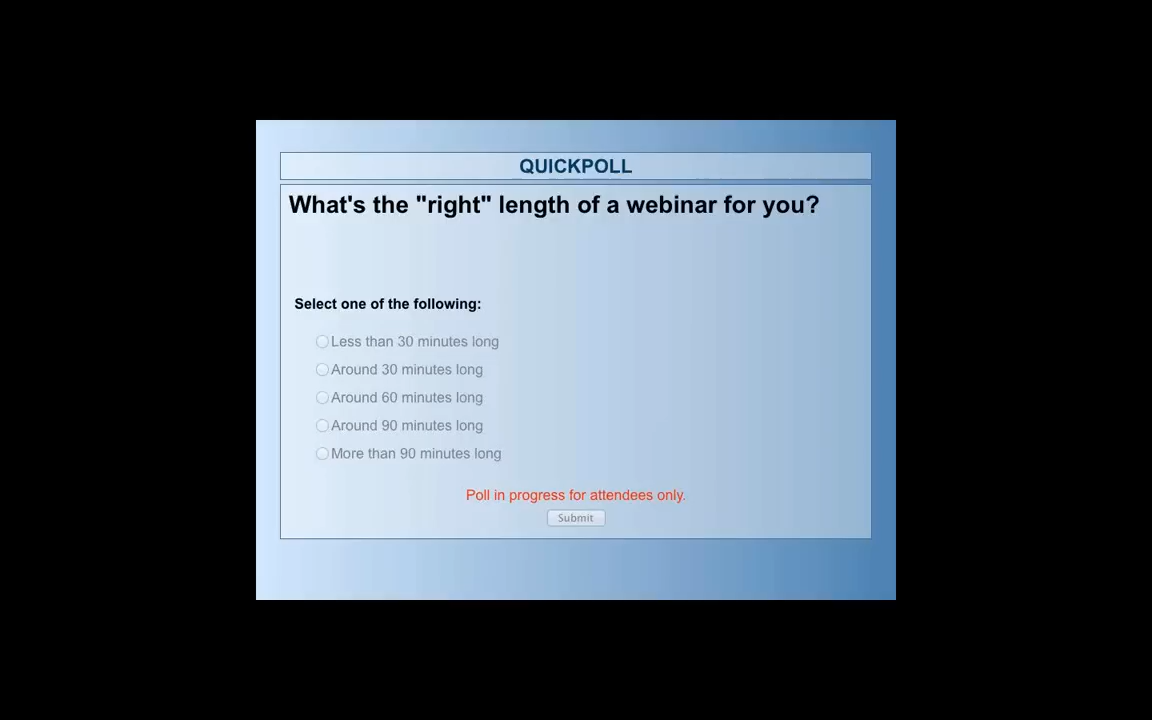 QUICKPOLL
What's the "right" length of a webinar for you?
Select one of the following:
Less than 30 minutes long
Around 30 minutes long
Around 60 minutes long
Around 90 minutes long
More than 90 minutes long
Poll in progress for attendees only.
Submit